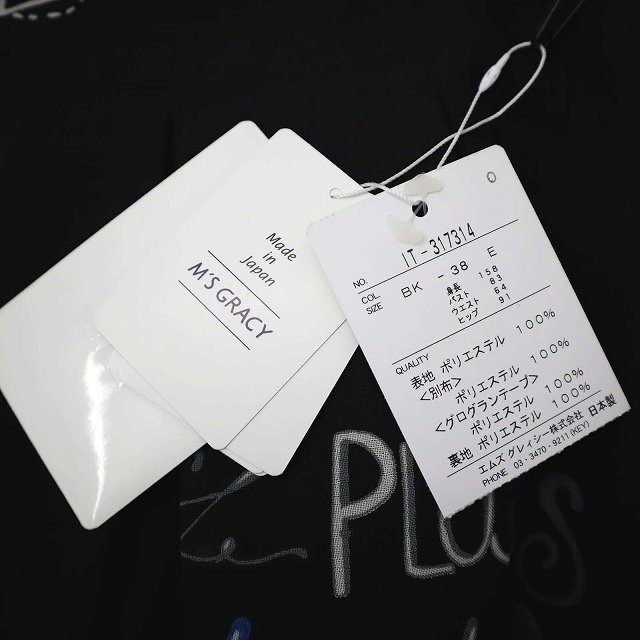 Made
in
Japan
M'S GRACY
NO. IT-317314
COL. SIZE BK - 38 E
身長 158
バスト 83
ウエスト 64
ヒップ 91
QUALITY
表地 ポリエステル 100%
<別布>
ポリエステル 100%
<グログランテープ>
ポリエステル 100%
裏地 ポリエステル 100%
エムズ グレイシー株式会社 日本製
PHONE 03-3470-9211(KEY)
PLu